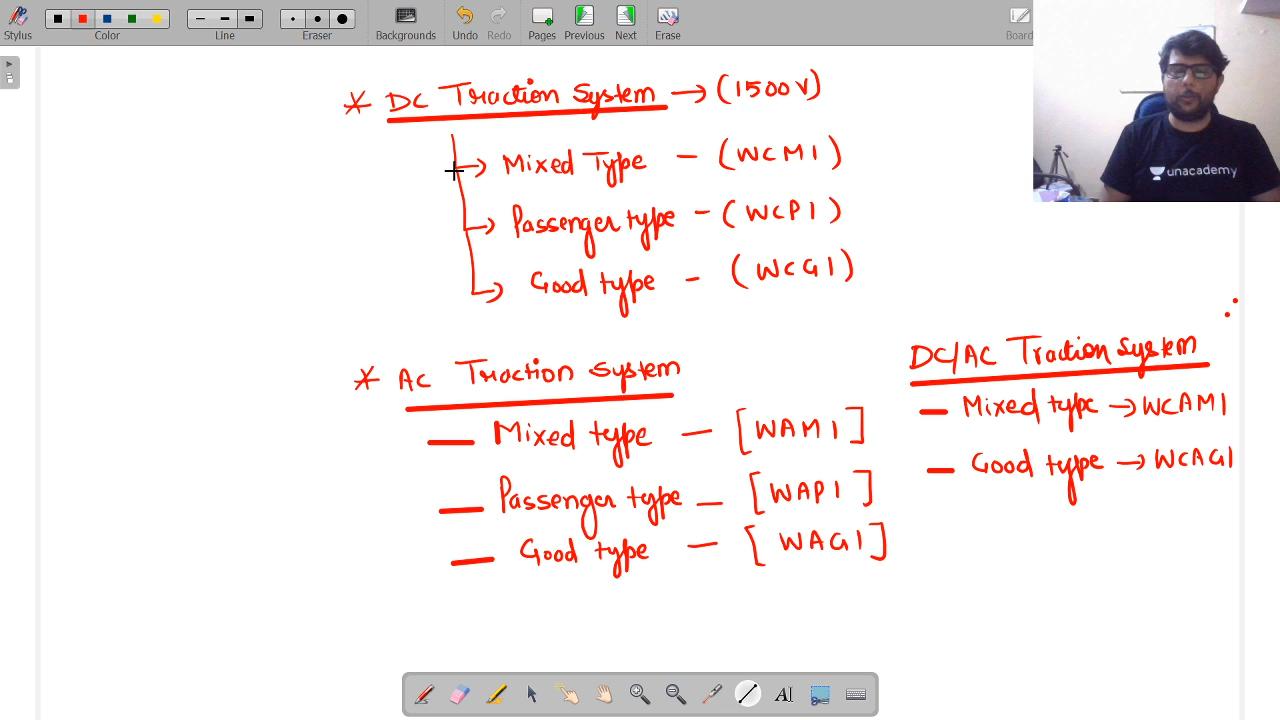 Stylus
Color
Line
Eraser
Backgrounds
Undo
Redo
Pages
Previous
Next
Erase
Board
unacademy
* DC Traction System → (1500V)
→ Mixed Type - (WCM1)
→ Passenger type - (WCP1)
→ Good type - (WCG1)
* AC Traction System
— Mixed type — [WAM1]
— Passenger type — [WAP1]
— Good type — [WAG1]
DC/AC Traction System
— Mixed type → WCAM1
— Good type → WCAG1
AI